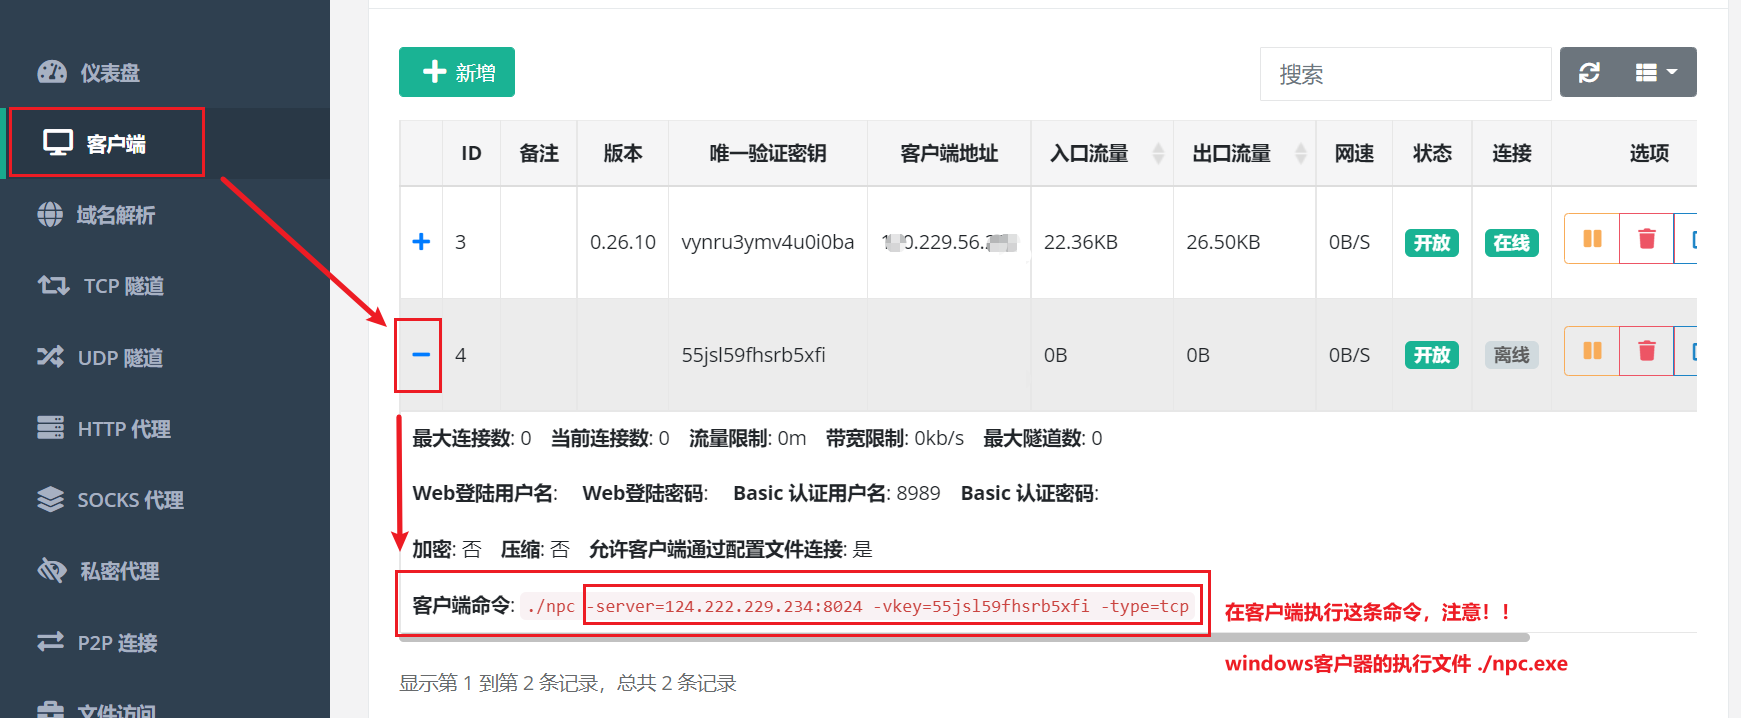 仪表盘
客户端
域名解析
TCP 隧道
UDP 隧道
HTTP 代理
SOCKS 代理
私密代理
P2P 连接
文件访问
新增
搜索
ID 备注 版本 唯一验证密钥 客户端地址 入口流量 出口流量 网速 状态 连接 选项
3 0.26.10 vynru3ymv4u0i0ba 0.229.56. 22.36KB 26.50KB 0B/S 开放 在线
4 55jsl59fhsrb5xfi 0B 0B 0B/S 开放 离线
最大连接数: 0 当前连接数: 0 流量限制: 0m 带宽限制: 0kb/s 最大隧道数: 0
Web登陆用户名: Web登陆密码: Basic 认证用户名: 8989 Basic 认证密码:
加密: 否 压缩: 否 允许客户端通过配置文件连接: 是
客户端命令: ./npc -server=124.222.229.234:8024 -vkey=55jsl59fhsrb5xfi -type=tcp
在客户端执行这条命令，注意！！
windows客户器的执行文件 ./npc.exe
显示第 1 到第 2 条记录，总共 2 条记录